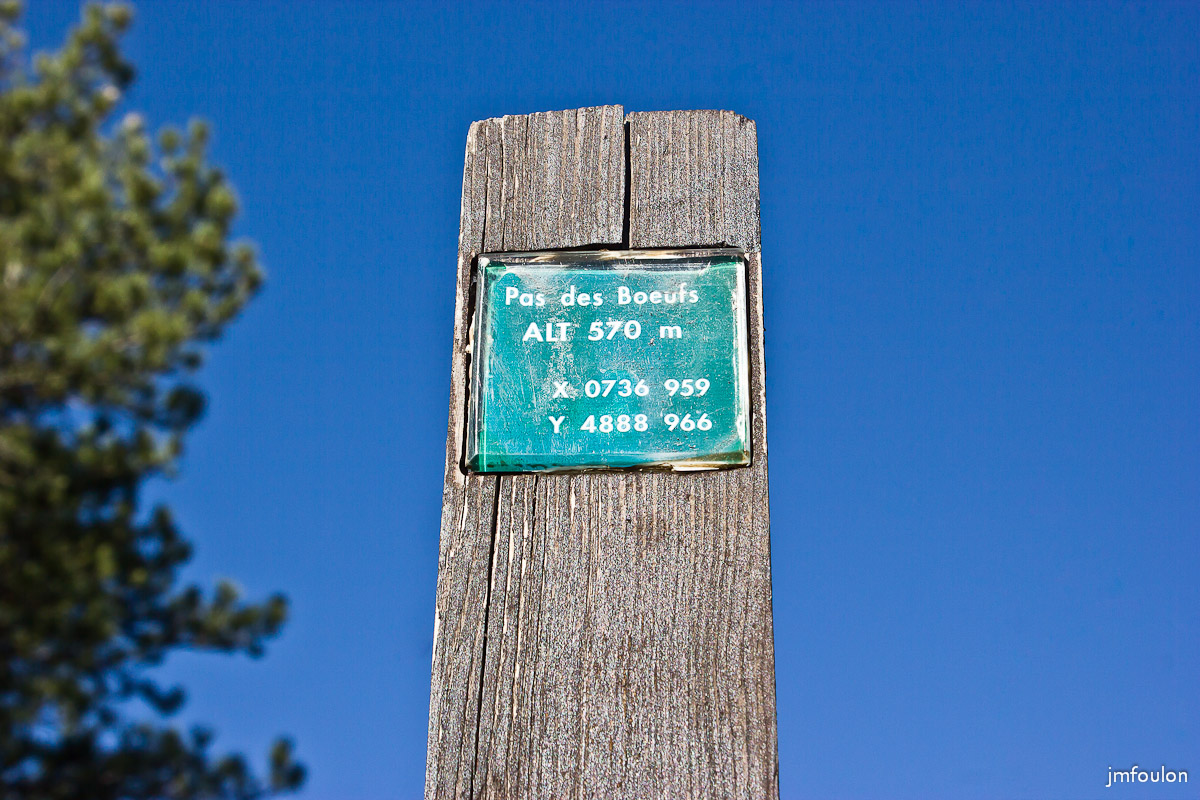 Pas des Boeufs
ALT 570 m
X 0736 959
Y 4888 966
jmfoulon